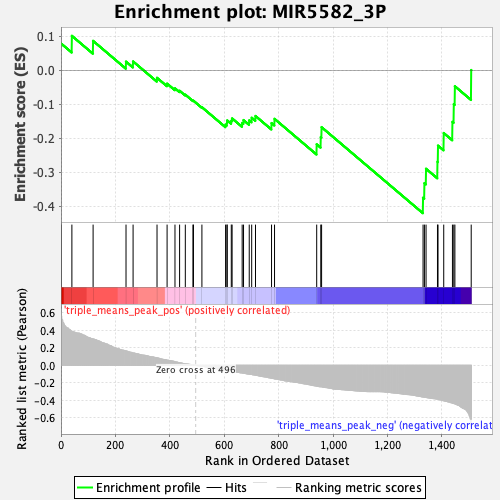 Enrichment plot: MIR5582_3P
Enrichment score (ES)
0.1
0.0
-0.1
-0.2
-0.3
-0.4
Ranked list metric (Pearson)
0.6
0.4
0.2
0.0
-0.2
-0.4
-0.6
'triple_means_peak_pos' (positively correlated)
Zero cross at 496
'triple_means_peak_neg' (negatively correlat
0 200 400 600 800 1,000 1,200 1,400
Rank in Ordered Dataset
Enrichment profile Hits Ranking metric scores